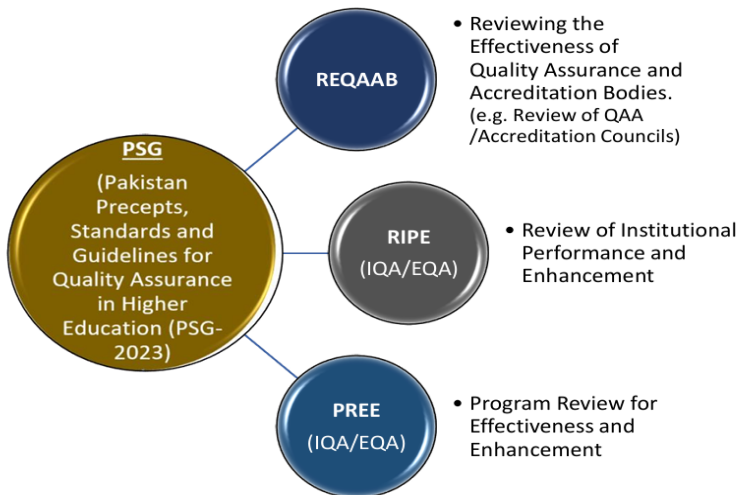 PSG
(Pakistan
Precepts,
Standards and
Guidelines for
Quality Assurance
in Higher
Education (PSG-
2023)
REQAAB
• Reviewing the
Effectiveness of
Quality Assurance and
Accreditation Bodies.
(e.g. Review of QAA
/Accreditation Councils)
RIPE
(IQA/EQA)
• Review of Institutional
Performance and
Enhancement
PREE
(IQA/EQA)
• Program Review for
Effectiveness and
Enhancement